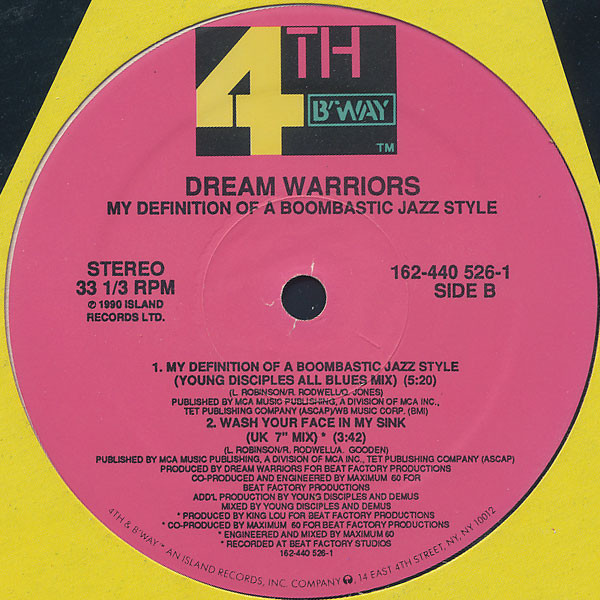 4TH
B'WAY
TM
DREAM WARRIORS
MY DEFINITION OF A BOOMBASTIC JAZZ STYLE
STEREO
33 1/3 RPM
℗ 1990 ISLAND
RECORDS LTD.
162-440 526-1
SIDE B
1. MY DEFINITION OF A BOOMBASTIC JAZZ STYLE
(YOUNG DISCIPLES ALL BLUES MIX) (5:20)
(L. ROBINSON/R. RODWELL/Q. JONES)
PUBLISHED BY MCA MUSIC PUBLISHING, A DIVISION OF MCA INC.,
TET PUBLISHING COMPANY (ASCAP)/WB MUSIC CORP. (BMI)
2. WASH YOUR FACE IN MY SINK
(UK 7" MIX) * (3:42)
(L. ROBINSON/R. RODWELL/A. GOODEN)
PUBLISHED BY MCA MUSIC PUBLISHING, A DIVISION OF MCA INC., TET PUBLISHING COMPANY (ASCAP)
PRODUCED BY DREAM WARRIORS FOR BEAT FACTORY PRODUCTIONS
CO-PRODUCED AND ENGINEERED BY MAXIMUM 60 FOR
BEAT FACTORY PRODUCTIONS
ADD'L PRODUCTION BY YOUNG DISCIPLES AND DEMUS
MIXED BY YOUNG DISCIPLES AND DEMUS
* PRODUCED BY KING LOU FOR BEAT FACTORY PRODUCTIONS
* CO-PRODUCED BY MAXIMUM 60 FOR BEAT FACTORY PRODUCTIONS
* ENGINEERED AND MIXED BY MAXIMUM 60
* RECORDED AT BEAT FACTORY STUDIOS
162-440 526-1
4TH & B'WAY™ AN ISLAND RECORDS, INC. COMPANY, 14 EAST 4TH STREET, NY, NY 10012